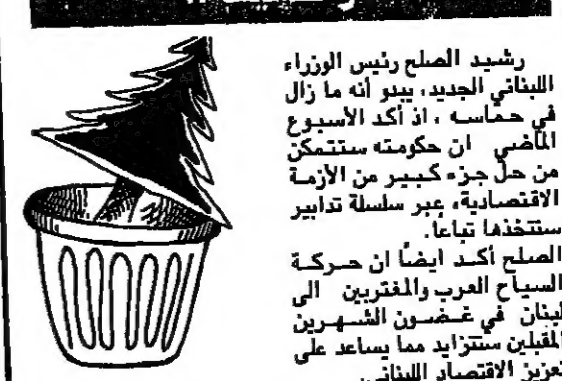 رشيد الصلح رئيس الوزراء
اللبناني الجديد، يبدو أنه ما زال
في حماسه ، اذ أكد الأسبوع
الماضي ان حكومته ستتمكن
من حلّ جزء كبير من الأزمة
الاقتصادية، عبر سلسلة تدابير
ستتخذها تباعاً.
الصلح أكد ايضاً ان حركة
السياح العرب والمغتربين الى
لبنان في غضون الشهرين
المقبلين ستتزايد مما يساعد على
تعزيز الاقتصاد اللبناني.